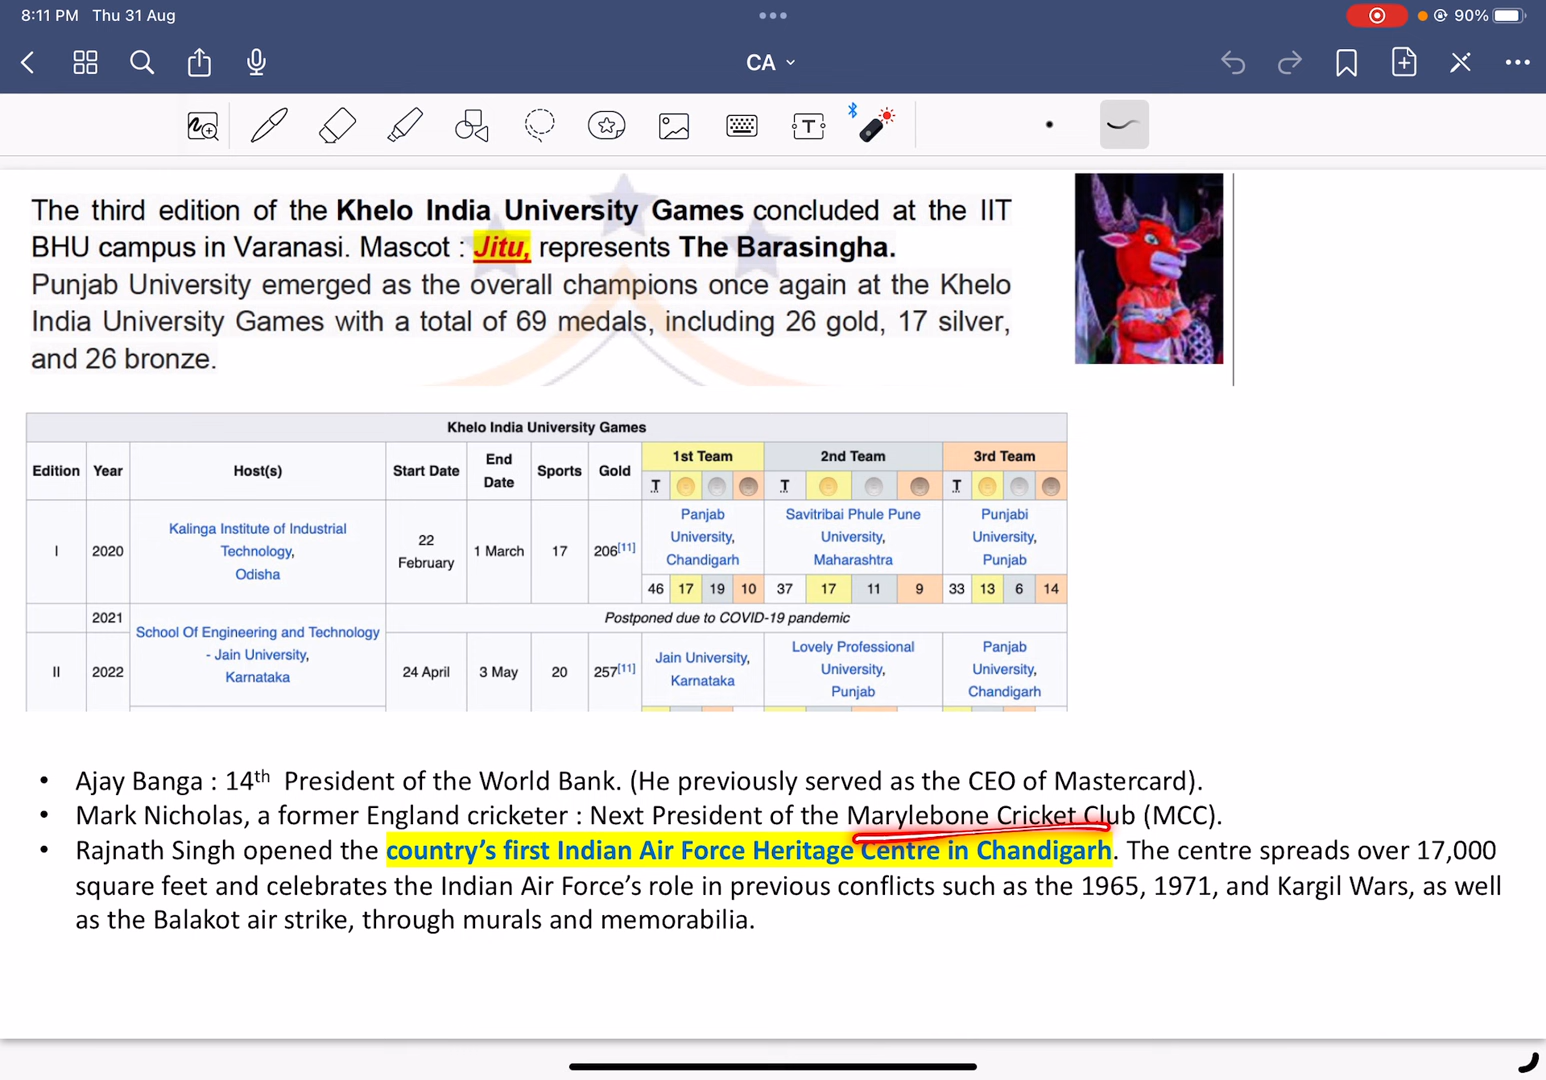 8:11 PM Thu 31 Aug
90%
CA
T
The third edition of the Khelo India University Games concluded at the IIT
BHU campus in Varanasi. Mascot : Jitu, represents The Barasingha.
Punjab University emerged as the overall champions once again at the Khelo
India University Games with a total of 69 medals, including 26 gold, 17 silver,
and 26 bronze.
Khelo India University Games
Edition Year Host(s) Start Date End Date Sports Gold 1st Team 2nd Team 3rd Team
T T T
I 2020 Kalinga Institute of Industrial Technology, Odisha 22 February 1 March 17 206[11] Panjab University, Chandigarh Savitribai Phule Pune University, Maharashtra Punjabi University, Punjab
46 17 19 10 37 17 11 9 33 13 6 14
2021 Postponed due to COVID-19 pandemic
II 2022 School Of Engineering and Technology - Jain University, Karnataka 24 April 3 May 20 257[11] Jain University, Karnataka Lovely Professional University, Punjab Panjab University, Chandigarh
• Ajay Banga : 14th President of the World Bank. (He previously served as the CEO of Mastercard).
• Mark Nicholas, a former England cricketer : Next President of the Marylebone Cricket Club (MCC).
• Rajnath Singh opened the country's first Indian Air Force Heritage Centre in Chandigarh. The centre spreads over 17,000
square feet and celebrates the Indian Air Force's role in previous conflicts such as the 1965, 1971, and Kargil Wars, as well
as the Balakot air strike, through murals and memorabilia.